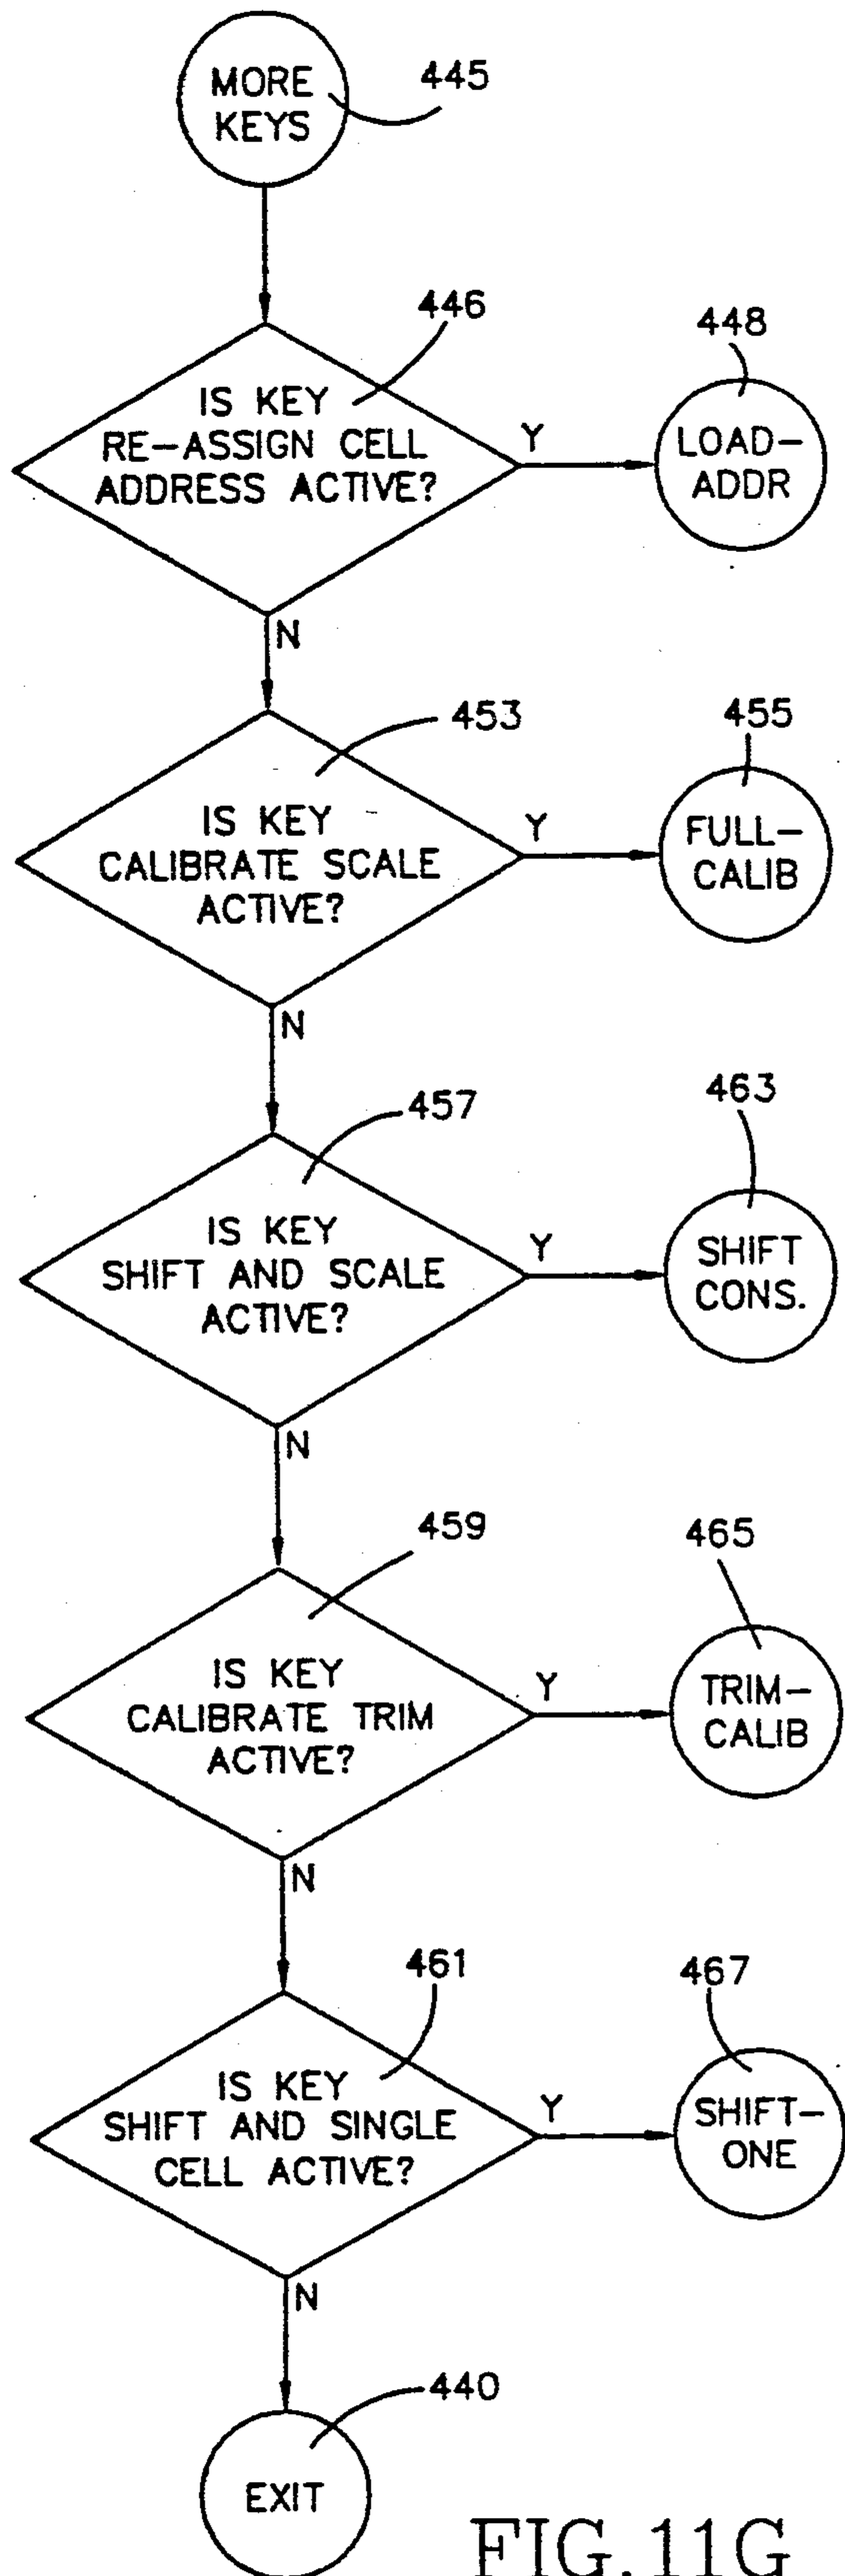 MORE
KEYS
445
446
448
IS KEY
RE-ASSIGN CELL
ADDRESS ACTIVE?
Y
LOAD-
ADDR
N
453
455
IS KEY
CALIBRATE SCALE
ACTIVE?
Y
FULL-
CALIB
N
457
463
IS KEY
SHIFT AND SCALE
ACTIVE?
Y
SHIFT
CONS.
N
459
465
IS KEY
CALIBRATE TRIM
ACTIVE?
Y
TRIM-
CALIB
N
461
467
IS KEY
SHIFT AND SINGLE
CELL ACTIVE?
Y
SHIFT-
ONE
N
440
EXIT
FIG. 11G